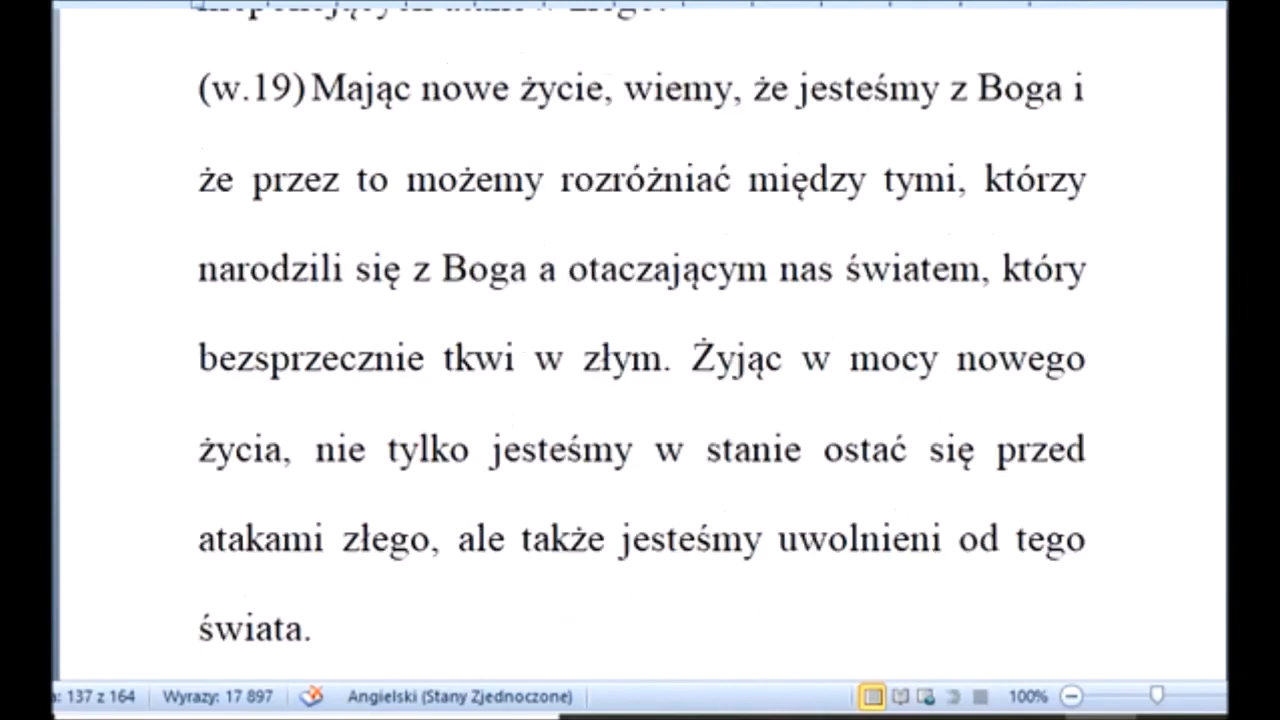 (w.19) Mając nowe życie, wiemy, że jesteśmy z Boga i
że przez to możemy rozróżniać między tymi, którzy
narodzili się z Boga a otaczającym nas światem, który
bezsprzecznie tkwi w złym. Żyjąc w mocy nowego
życia, nie tylko jesteśmy w stanie ostać się przed
atakami złego, ale także jesteśmy uwolnieni od tego
świata.
: 137 z 164 Wyrazy: 17 897 Angielski (Stany Zjednoczone) 100%